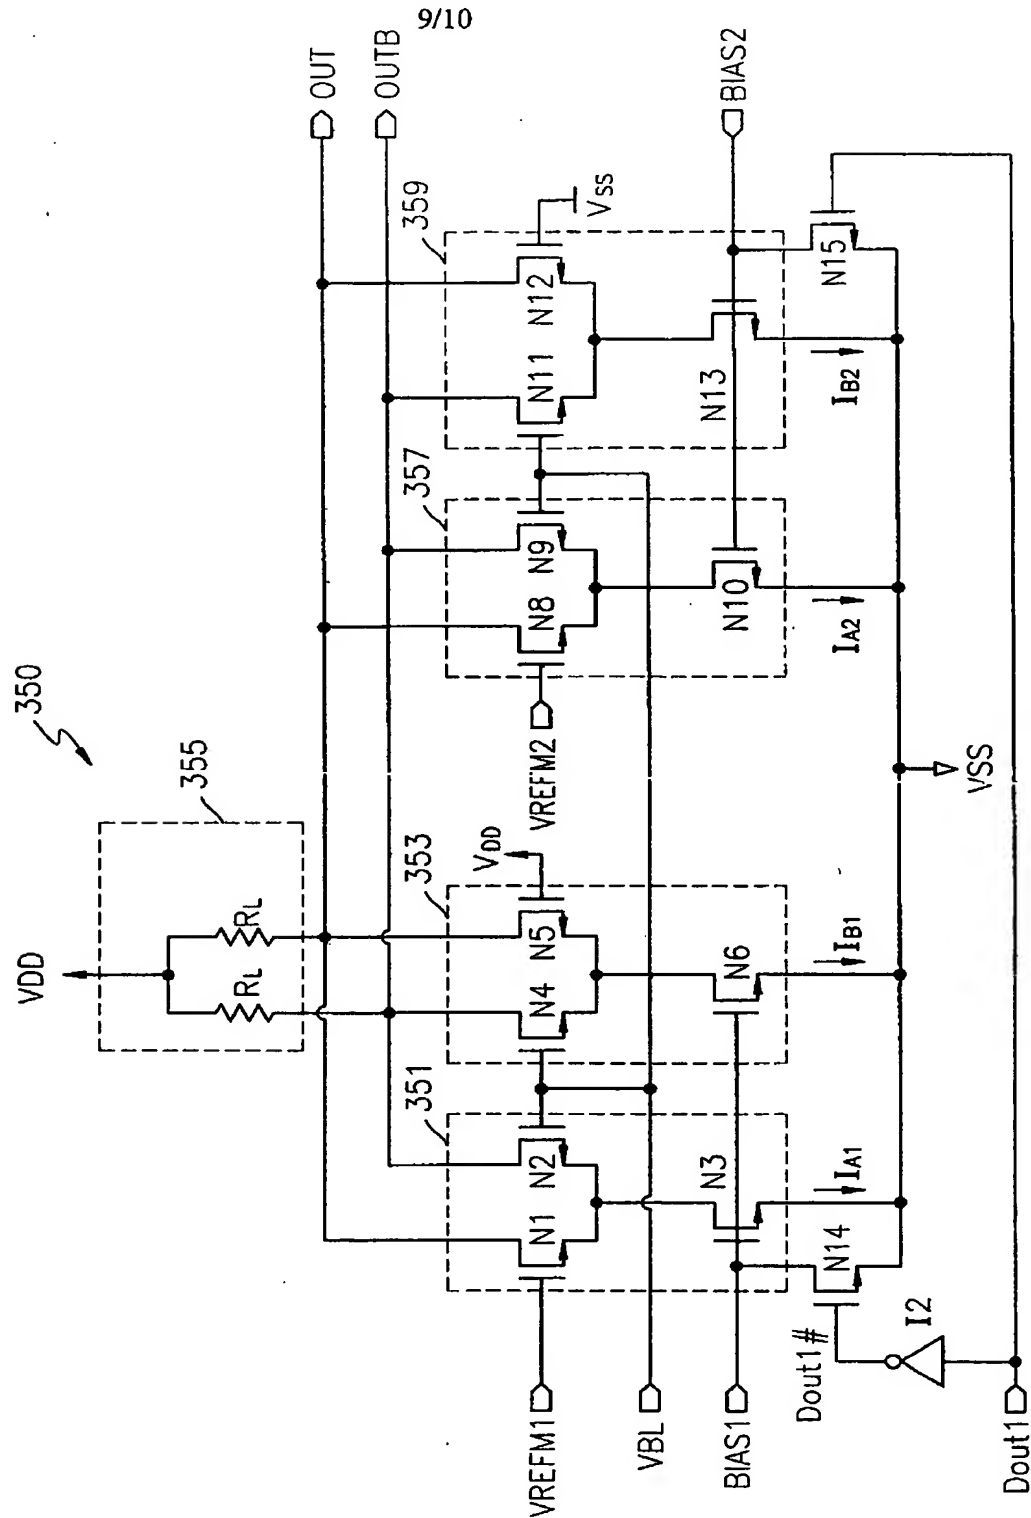 9/10
350
VDD
355
RL
RL
OUT
OUTB
351
353
357
359
N1
N2
N4
N5
VDD
N8
N9
N11
N12
Vss
VREFM1
VREFM2
VBL
N3
N6
N10
N13
BIAS1
BIAS2
Dout1#
N14
N15
IA1
IB1
IA2
IB2
I2
VSS
Dout1